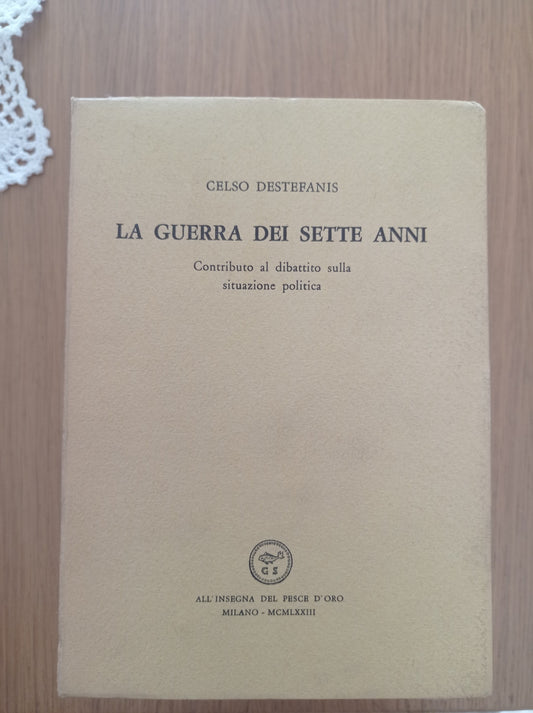 CELSO DESTEFANIS
LA GUERRA DEI SETTE ANNI
Contributo al dibattito sulla
situazione politica
G S
ALL'INSEGNA DEL PESCE D'ORO
MILANO - MCMLXXIII